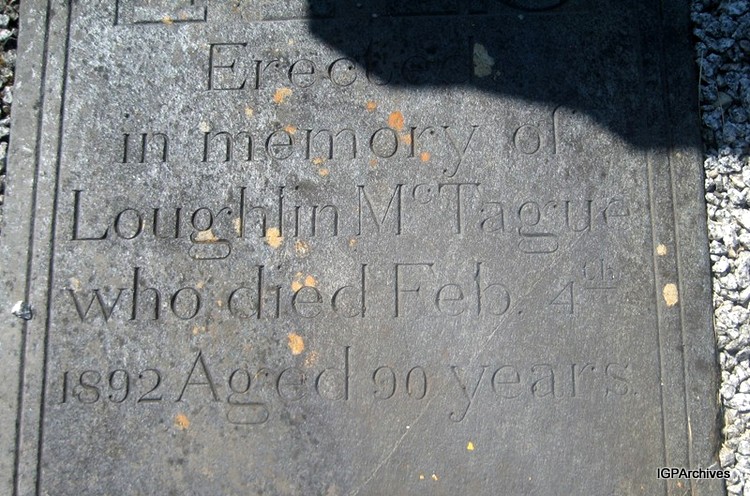 Erected
in memory of
Loughlin McTague
who died Feb. 4th
1892 Aged 90 years.
IGPArchives